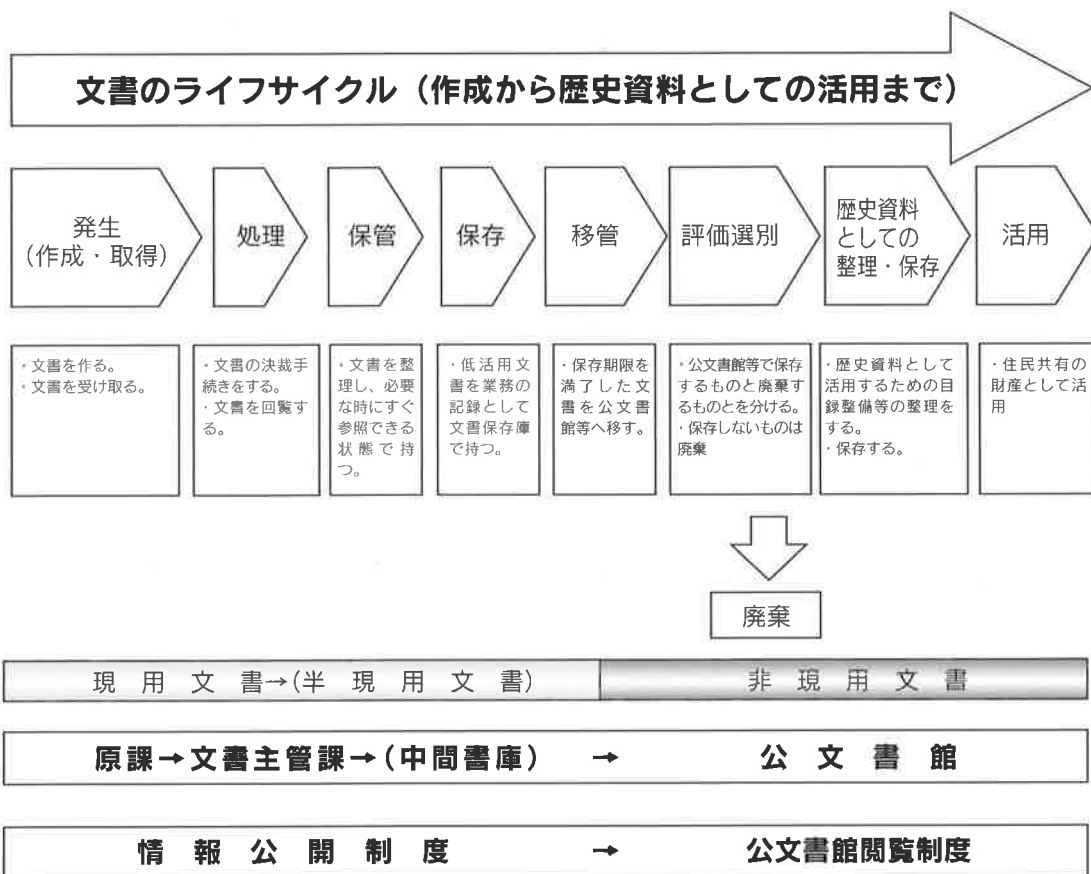 文書のライフサイクル（作成から歴史資料としての活用まで）
発生
（作成・取得）
処理
保管
保存
移管
評価選別
歴史資料
としての
整理・保存
活用
・文書を作る。
・文書を受け取る。
・文書の決裁手
続きをする。
・文書を回覧す
る。
・文書を整
理し、必要
な時にすぐ
参照できる
状態で持
つ。
・低活用文
書を業務の
記録として
文書保存庫
で持つ。
・保存期限を
満了した文
書を公文書
館等へ移す。
・公文書館等で保存
するものと廃棄す
るものとを分ける。
・保存しないものは
廃棄
・歴史資料として
活用するための目
録整備等の整理を
する。
・保存する。
・住民共有の
財産として活
用
廃棄
現用文書→(半現用文書)
非現用文書
原課→文書主管課→(中間書庫) → 公文書館
情報公開制度 → 公文書館閲覧制度